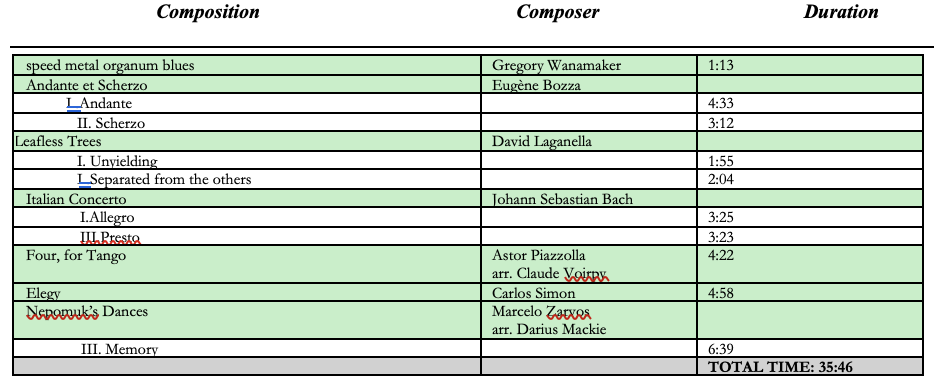 Composition Composer Duration
speed metal organum blues Gregory Wanamaker 1:13
Andante et Scherzo Eugène Bozza
I. Andante 4:33
II. Scherzo 3:12
Leafless Trees David Laganella
I. Unyielding 1:55
I. Separated from the others 2:04
Italian Concerto Johann Sebastian Bach
I.Allegro 3:25
III.Presto 3:23
Four, for Tango Astor Piazzolla 4:22
arr. Claude Voirpy
Elegy Carlos Simon 4:58
Nepomuk's Dances Marcelo Zarvos
arr. Darius Mackie
III. Memory 6:39
TOTAL TIME: 35:46